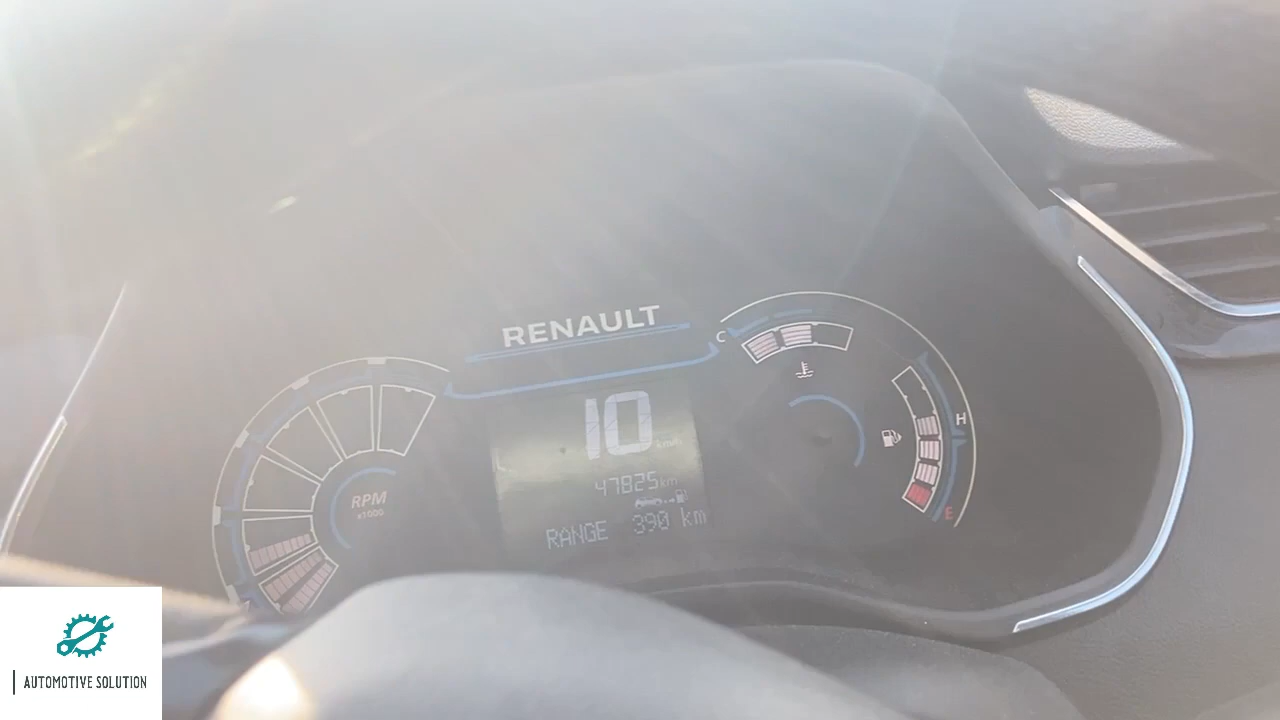 RENAULT
C
10 km/h
47825 km
RANGE 390 km
RPM
x1000
H
E
AUTOMOTIVE SOLUTION